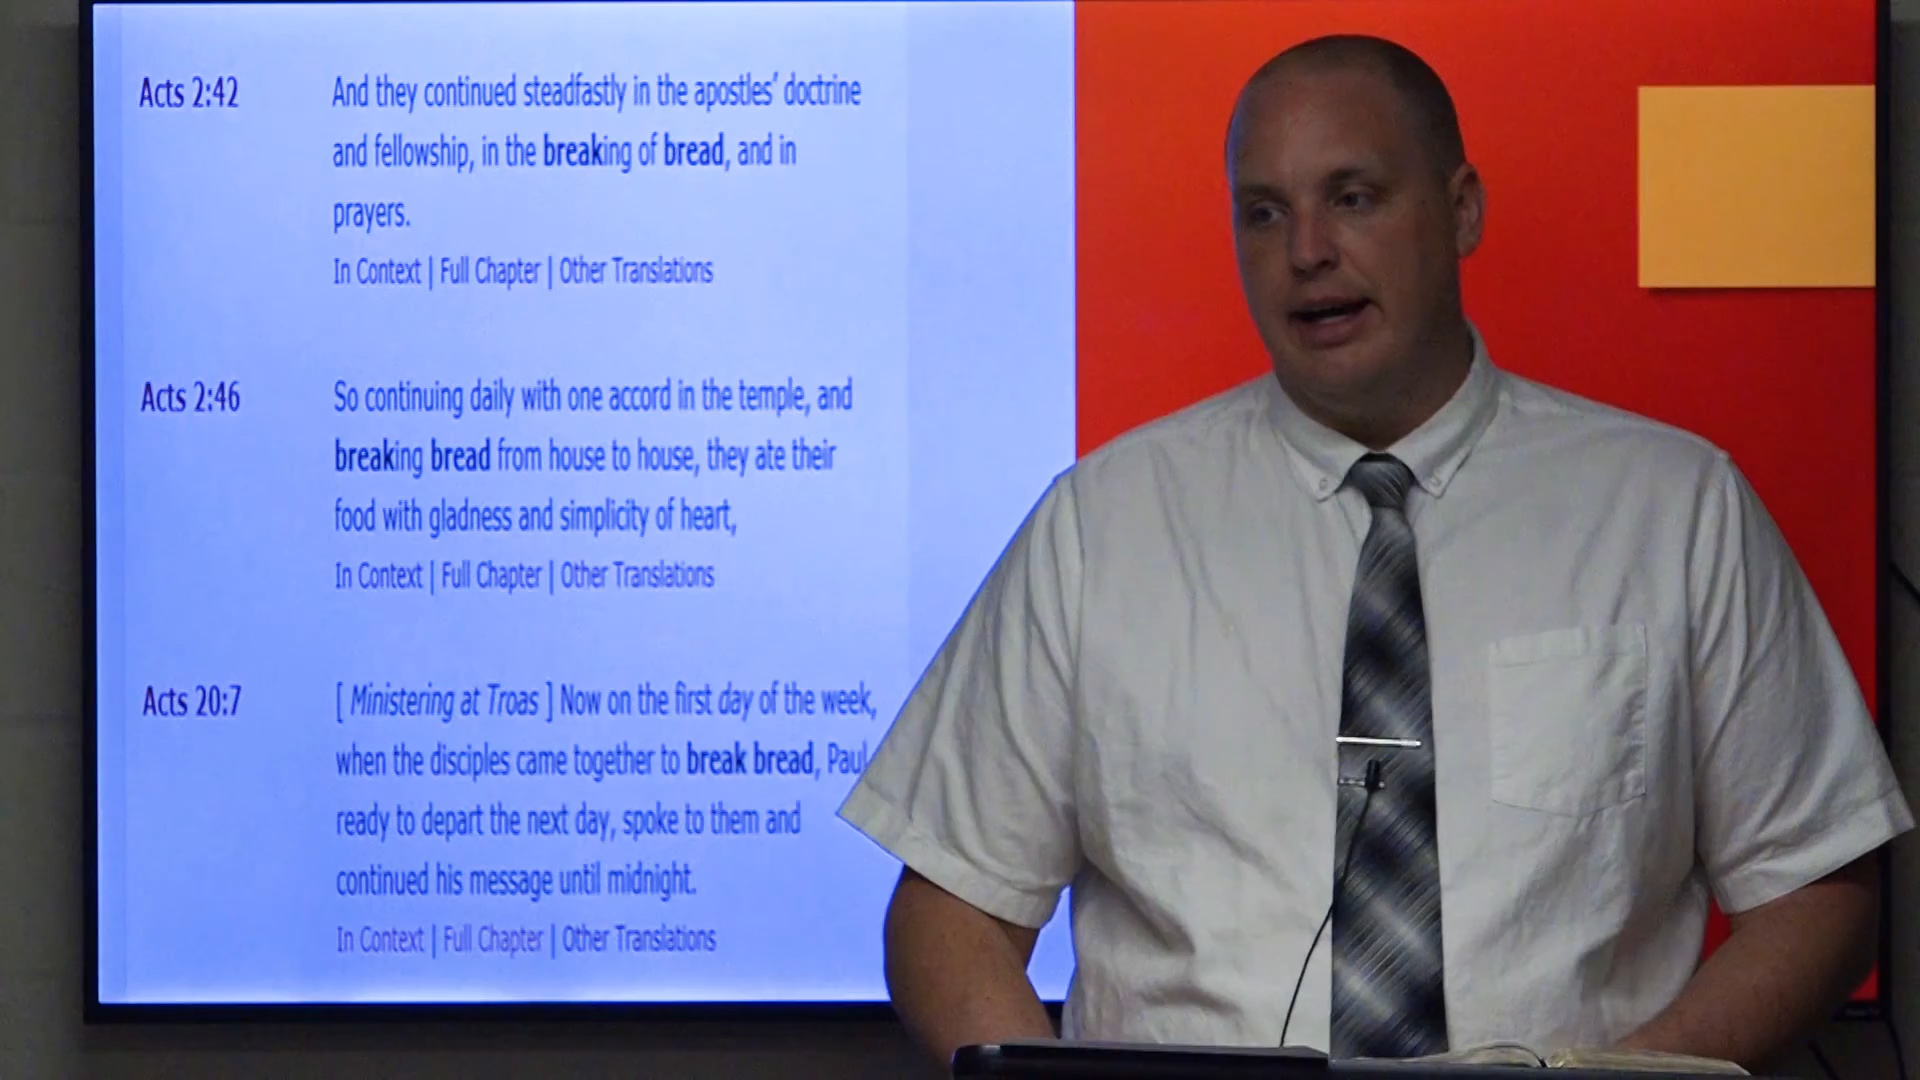 Acts 2:42 And they continued steadfastly in the apostles' doctrine
and fellowship, in the breaking of bread, and in
prayers.
In Context | Full Chapter | Other Translations
Acts 2:46 So continuing daily with one accord in the temple, and
breaking bread from house to house, they ate their
food with gladness and simplicity of heart,
In Context | Full Chapter | Other Translations
Acts 20:7 [ Ministering at Troas ] Now on the first day of the week,
when the disciples came together to break bread, Paul,
ready to depart the next day, spoke to them and
continued his message until midnight.
In Context | Full Chapter | Other Translations